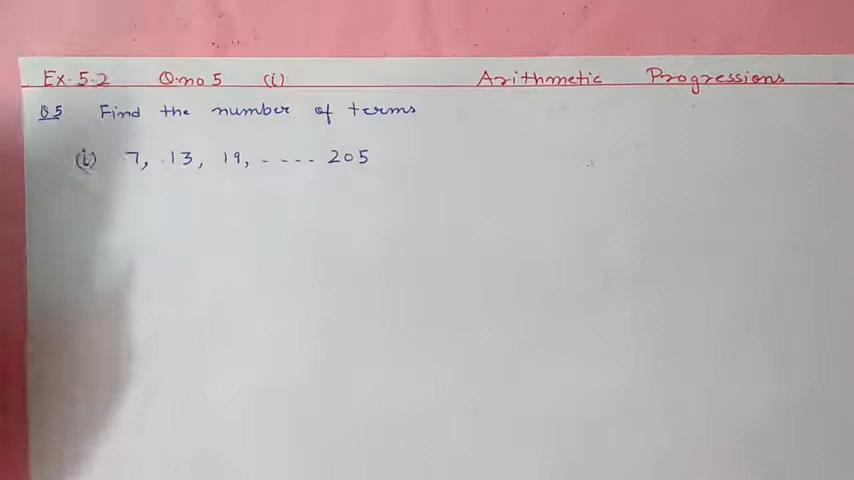 Ex. 5.2 Q.no 5 (i) Arithmetic Progressions
Q5 Find the number of terms
(i) 7, 13, 19, ---- 205